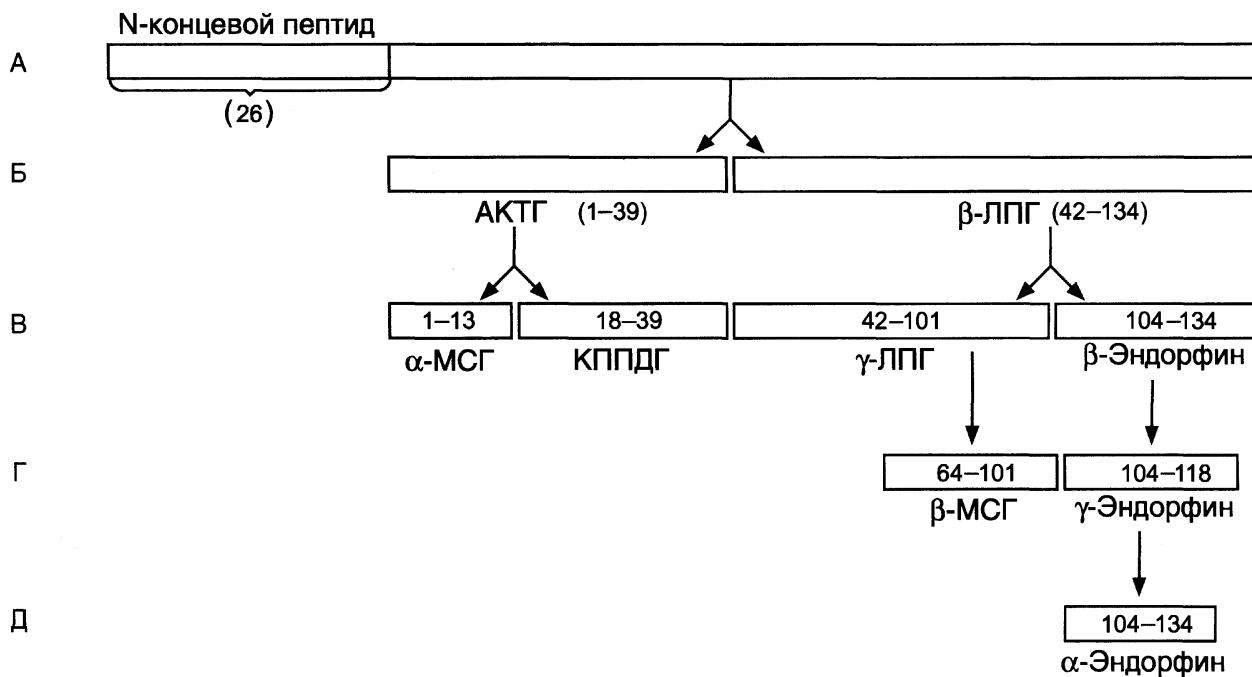 N-концевой пептид
А
(26)
Б
АКТГ (1–39)
β-ЛПГ (42–134)
В
1–13
18–39
42–101
104–134
α-МСГ
КППДГ
γ-ЛПГ
β-Эндорфин
Г
64–101
104–118
β-МСГ
γ-Эндорфин
Д
104–134
α-Эндорфин